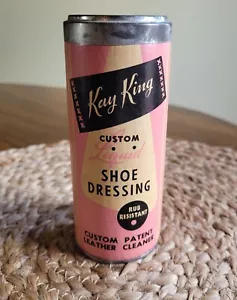 Kay King
CUSTOM
Liquid
SHOE
DRESSING
RUB
RESISTANT
CUSTOM PATENT
LEATHER CLEANER